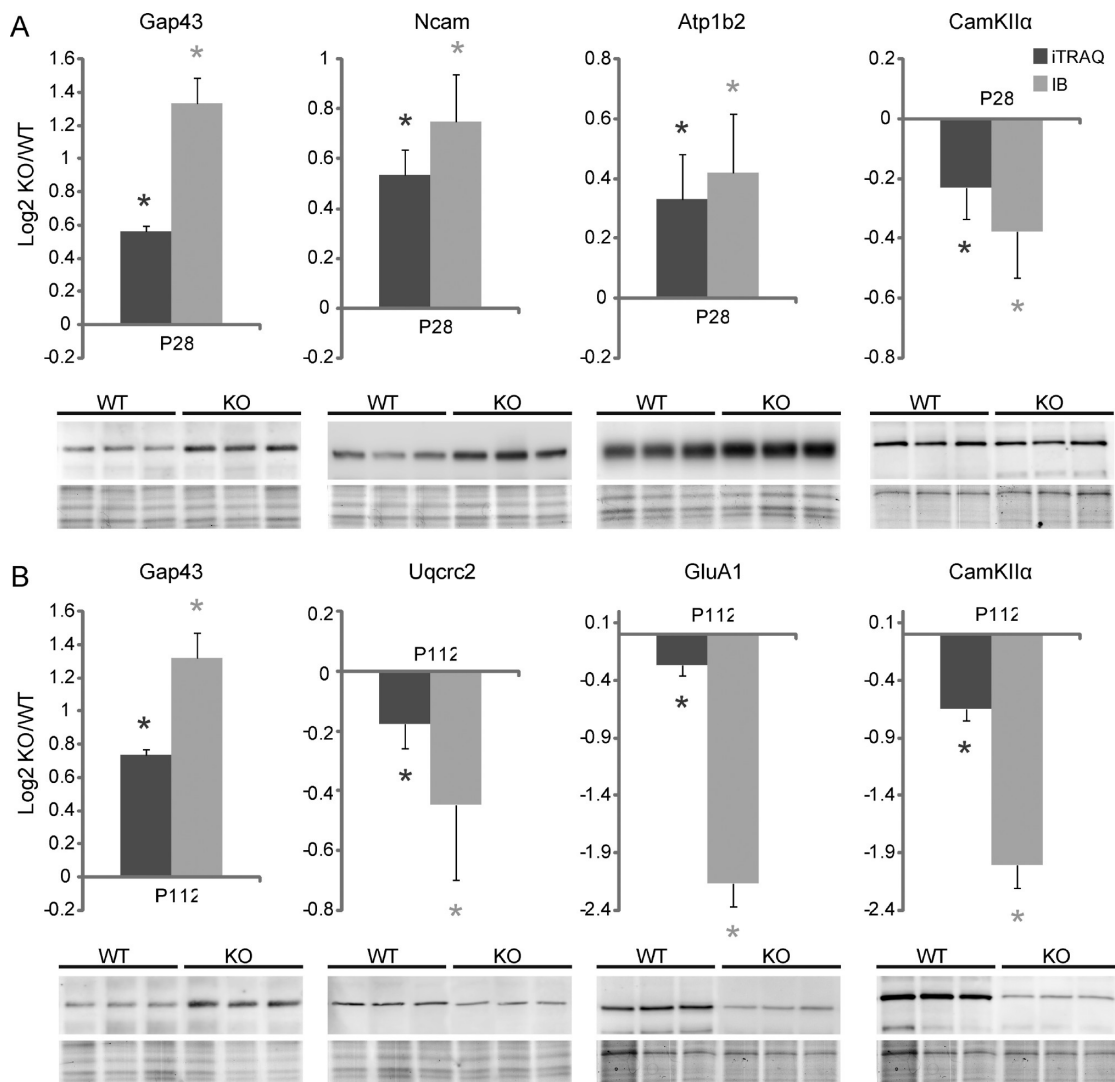 A
Gap43
Ncam
Atp1b2
CamKIIα
iTRAQ
IB
Log2 KO/WT
1.6
1.4
1.2
1
0.8
0.6
0.4
0.2
0
-0.2
P28
*
*
1
0.8
0.6
0.4
0.2
0
-0.2
P28
*
*
0.8
0.6
0.4
0.2
0
-0.2
P28
*
*
0.2
0
-0.2
-0.4
-0.6
-0.8
P28
*
*
WT KO
WT KO
WT KO
WT KO
B
Gap43
Uqcrc2
GluA1
CamKIIα
Log2 KO/WT
1.6
1.4
1.2
1
0.8
0.6
0.4
0.2
0
-0.2
P112
*
*
0.2
0
-0.2
-0.4
-0.6
-0.8
P112
*
*
0.1
-0.4
-0.9
-1.4
-1.9
-2.4
P112
*
*
0.1
-0.4
-0.9
-1.4
-1.9
-2.4
P112
*
*
WT KO
WT KO
WT KO
WT KO